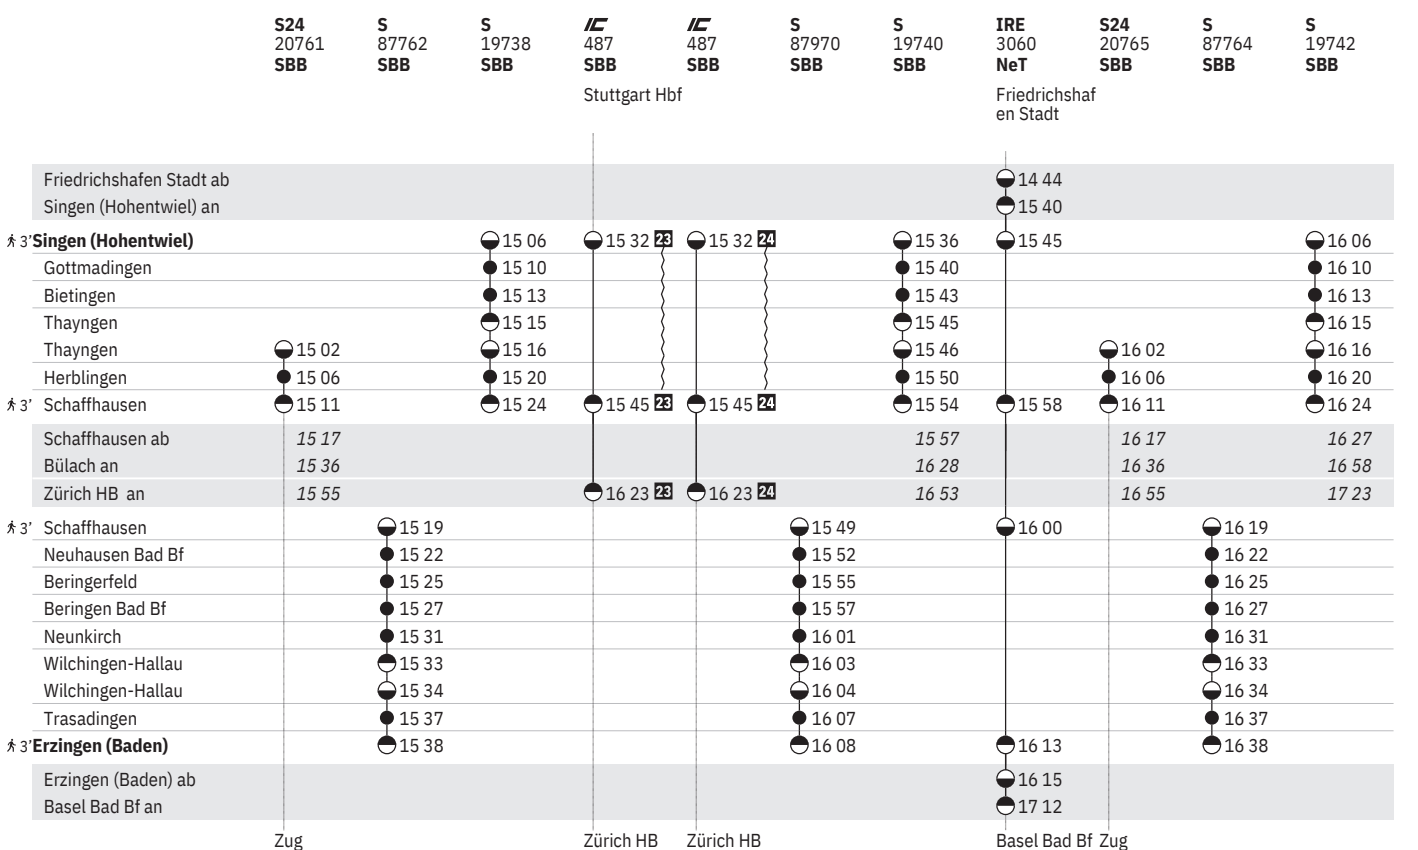 S24 S S IC IC S S IRE S24 S S
20761 87762 19738 487 487 87970 19740 3060 20765 87764 19742
SBB SBB SBB SBB SBB SBB SBB NeT SBB SBB SBB
Stuttgart Hbf Friedrichshaf
en Stadt
Friedrichshafen Stadt ab 14 44
Singen (Hohentwiel) an 15 40
3' Singen (Hohentwiel) 15 06 15 32 23 15 32 24 15 36 15 45 16 06
Gottmadingen 15 10 15 40 16 10
Bietingen 15 13 15 43 16 13
Thayngen 15 15 15 45 16 15
Thayngen 15 02 15 16 15 46 16 02 16 16
Herblingen 15 06 15 20 15 50 16 06 16 20
3' Schaffhausen 15 11 15 24 15 45 23 15 45 24 15 54 15 58 16 11 16 24
Schaffhausen ab 15 17 15 57 16 17 16 27
Bülach an 15 36 16 28 16 36 16 58
Zürich HB an 15 55 16 23 23 16 23 24 16 53 16 55 17 23
3' Schaffhausen 15 19 15 49 16 00 16 19
Neuhausen Bad Bf 15 22 15 52 16 22
Beringerfeld 15 25 15 55 16 25
Beringen Bad Bf 15 27 15 57 16 27
Neunkirch 15 31 16 01 16 31
Wilchingen-Hallau 15 33 16 03 16 33
Wilchingen-Hallau 15 34 16 04 16 34
Trasadingen 15 37 16 07 16 37
3' Erzingen (Baden) 15 38 16 08 16 13 16 38
Erzingen (Baden) ab 16 15
Basel Bad Bf an 17 12
Zug Zürich HB Zürich HB Basel Bad Bf Zug